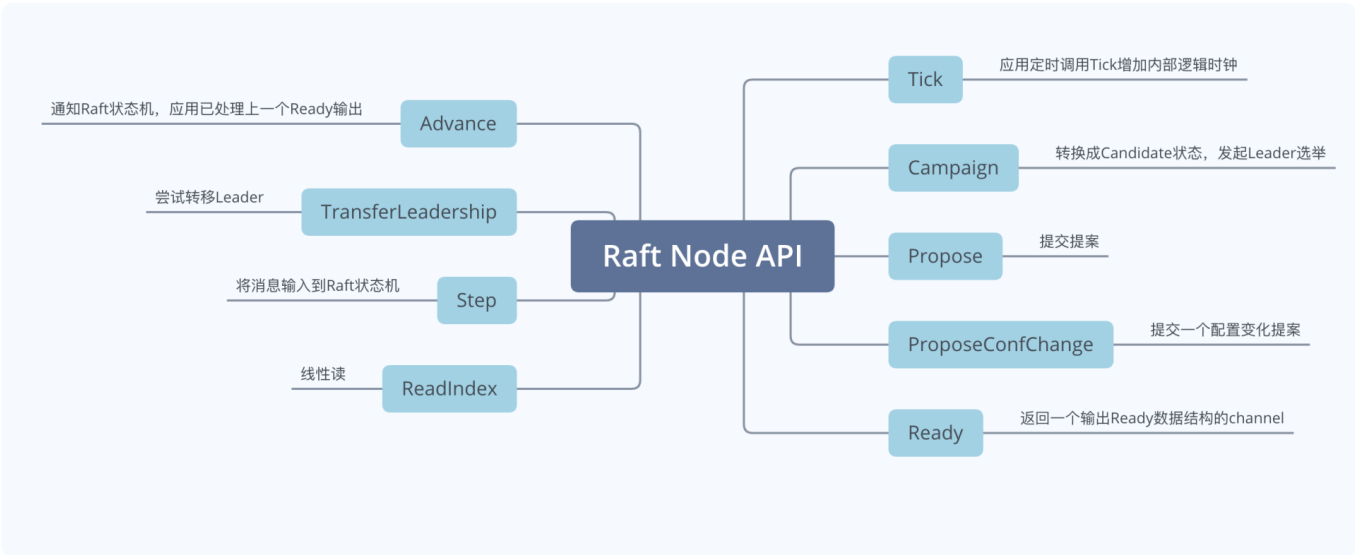 Raft Node API
Tick
应用定时调用Tick增加内部逻辑时钟
Campaign
转换成Candidate状态，发起Leader选举
Propose
提交提案
ProposeConfChange
提交一个配置变化提案
Ready
返回一个输出Ready数据结构的channel
通知Raft状态机，应用已处理上一个Ready输出
Advance
尝试转移Leader
TransferLeadership
将消息输入到Raft状态机
Step
线性读
ReadIndex